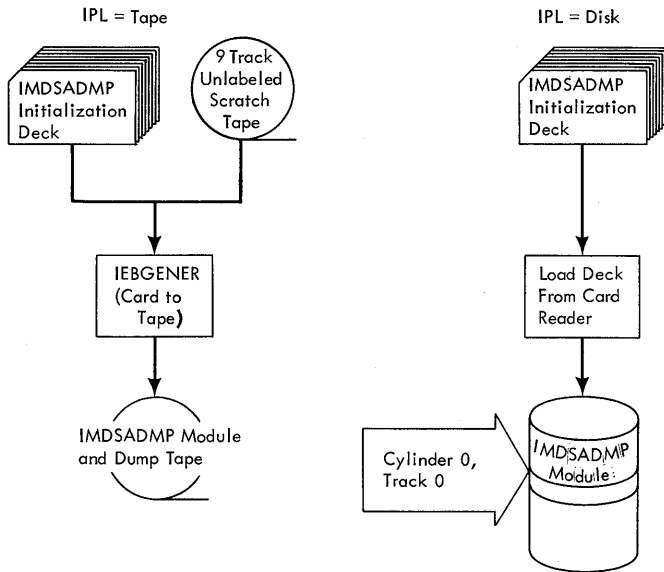 IPL = Tape
IMDSADMP
Initialization
Deck
9 Track
Unlabeled
Scratch
Tape
IEBGENER
(Card to
Tape)
IMDSADMP Module
and Dump Tape
IPL = Disk
IMDSADMP
Initialization
Deck
Load Deck
From Card
Reader
Cylinder 0,
Track 0
IMDSADMP
Module